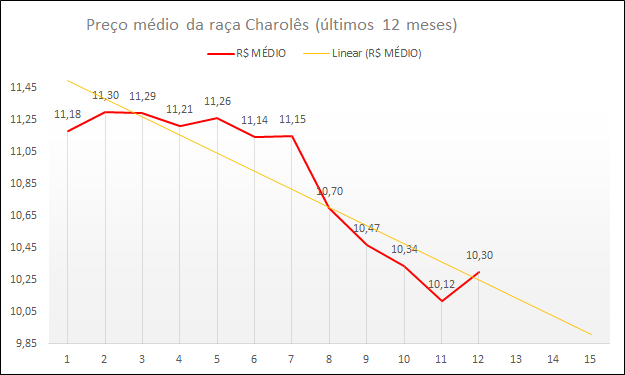 Preço médio da raça Charolês (últimos 12 meses)
R$ MÉDIO Linear (R$ MÉDIO)
11,45
11,25
11,05
10,85
10,65
10,45
10,25
10,05
9,85
11,18 11,30 11,29 11,21 11,26 11,14 11,15 10,70 10,47 10,34 10,12 10,30
1 2 3 4 5 6 7 8 9 10 11 12 13 14 15